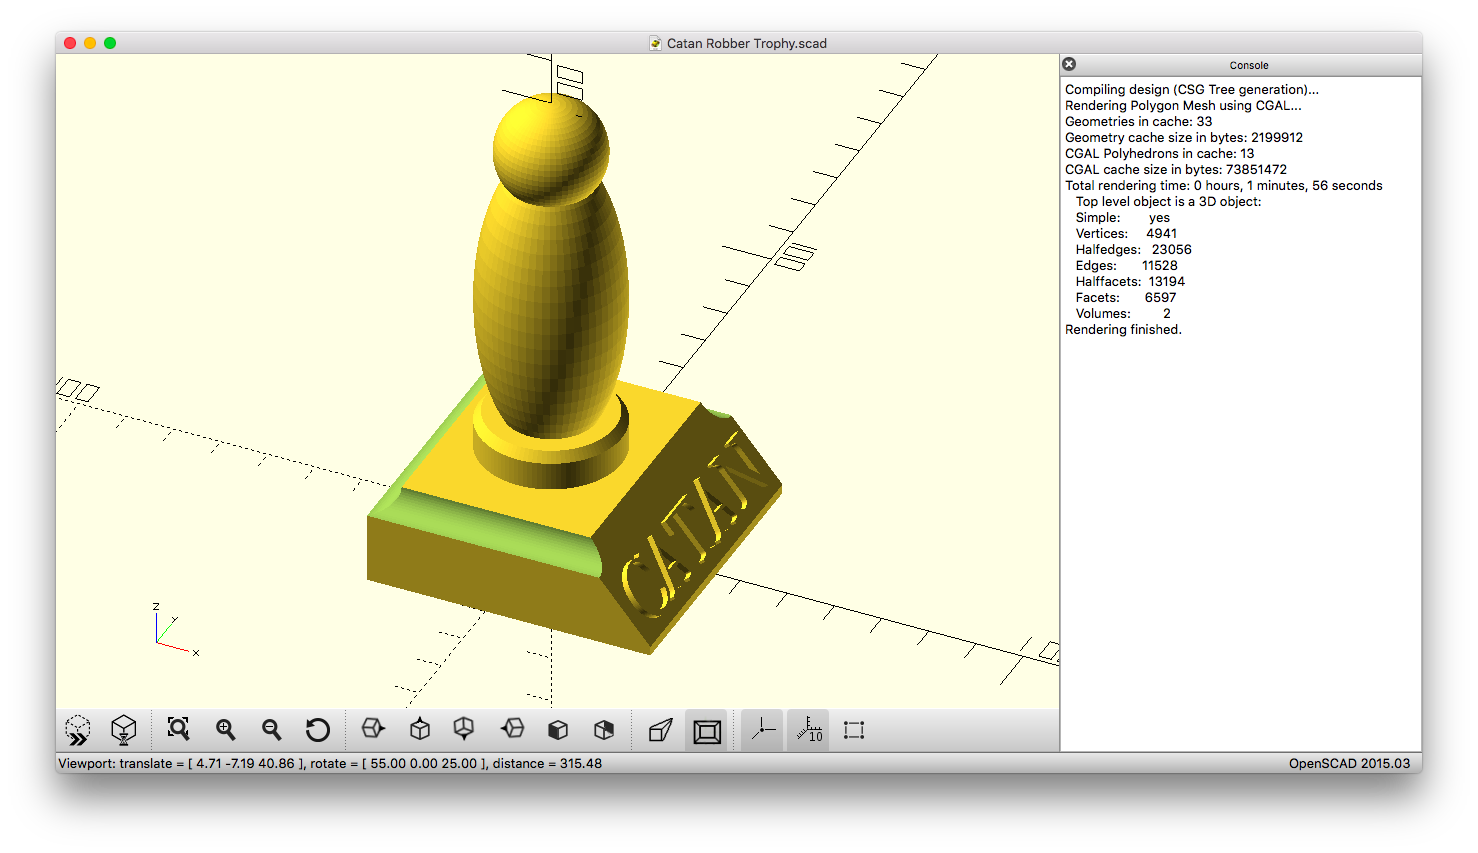 Catan Robber Trophy.scad
Console
Compiling design (CSG Tree generation)...
Rendering Polygon Mesh using CGAL...
Geometries in cache: 33
Geometry cache size in bytes: 2199912
CGAL Polyhedrons in cache: 13
CGAL cache size in bytes: 73851472
Total rendering time: 0 hours, 1 minutes, 56 seconds
Top level object is a 3D object:
Simple: yes
Vertices: 4941
Halfedges: 23056
Edges: 11528
Halffacets: 13194
Facets: 6597
Volumes: 2
Rendering finished.
CATAN
Z
Y
X
10
Viewport: translate = [ 4.71 -7.19 40.86 ], rotate = [ 55.00 0.00 25.00 ], distance = 315.48
OpenSCAD 2015.03